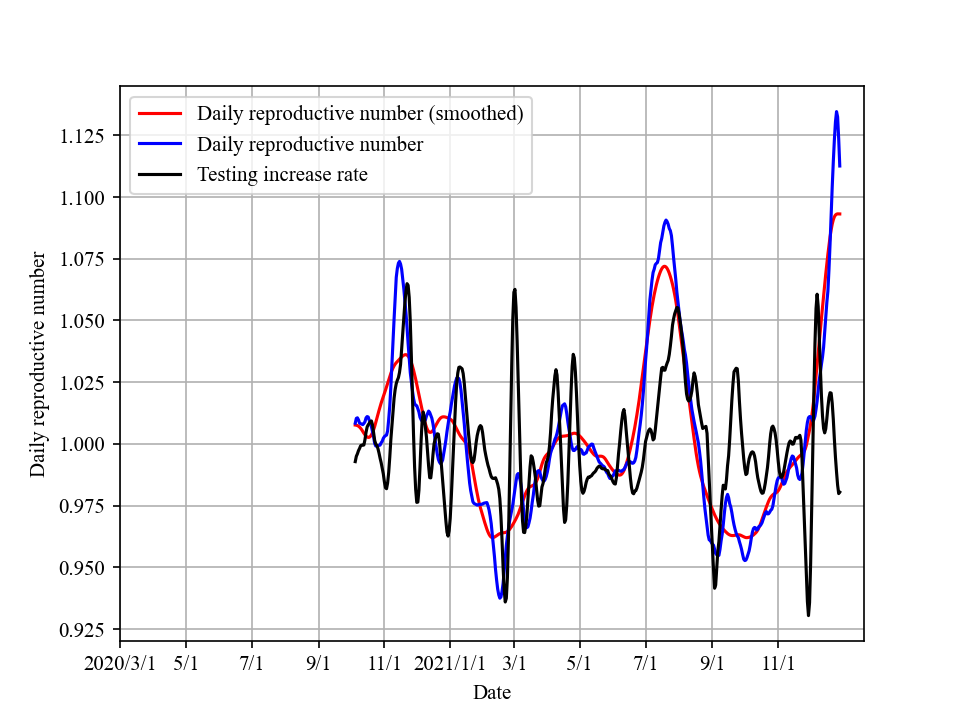 Daily reproductive number (smoothed)
Daily reproductive number
Testing increase rate
Daily reproductive number
1.125
1.100
1.075
1.050
1.025
1.000
0.975
0.950
0.925
2020/3/1 5/1 7/1 9/1 11/1 2021/1/1 3/1 5/1 7/1 9/1 11/1
Date